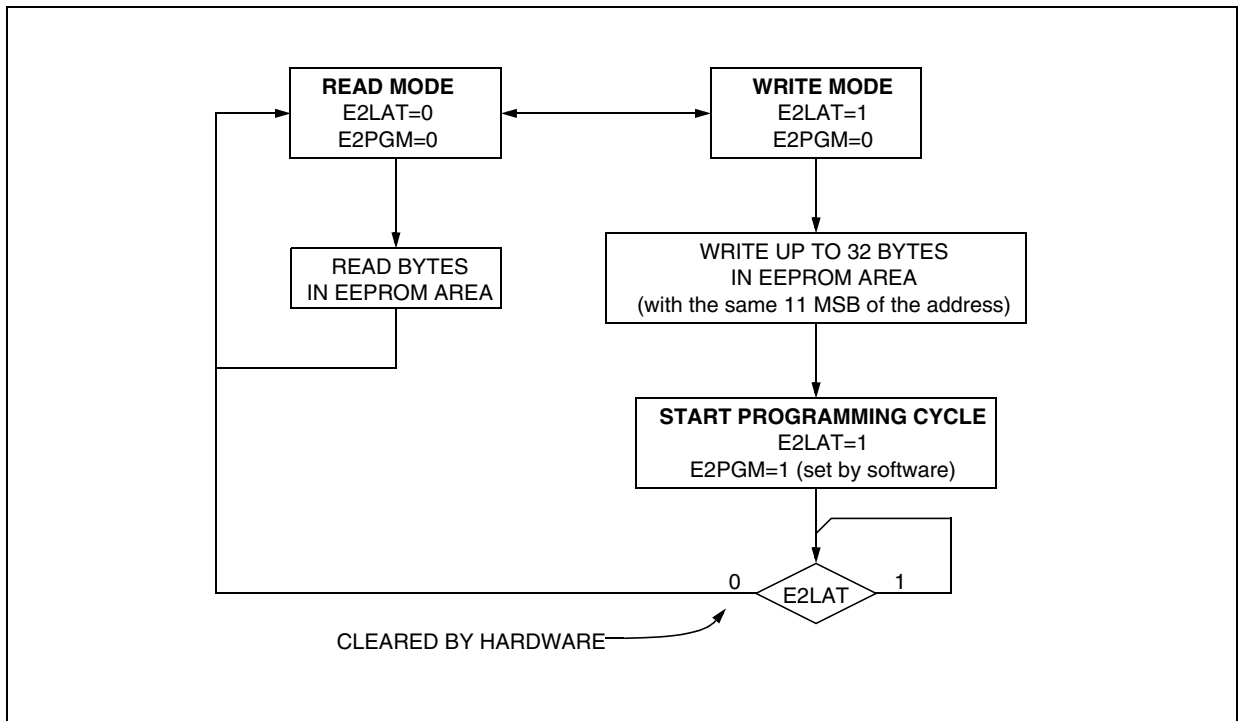 READ MODE
E2LAT=0
E2PGM=0
WRITE MODE
E2LAT=1
E2PGM=0
READ BYTES
IN EEPROM AREA
WRITE UP TO 32 BYTES
IN EEPROM AREA
(with the same 11 MSB of the address)
START PROGRAMMING CYCLE
E2LAT=1
E2PGM=1 (set by software)
0
E2LAT
1
CLEARED BY HARDWARE